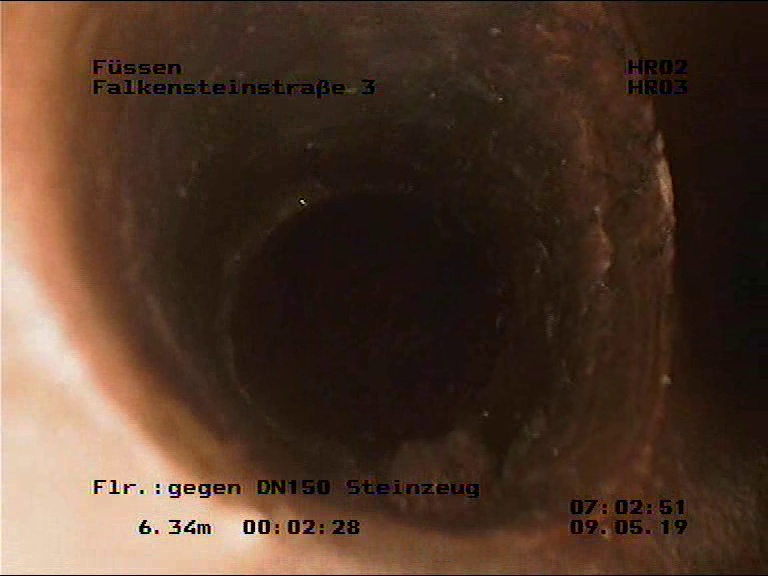 Füssen HR02
Falkensteinstraße 3 HR03
Flr.:gegen DN150 Steinzeug
07:02:51
6.34m 00:02:28 09.05.19